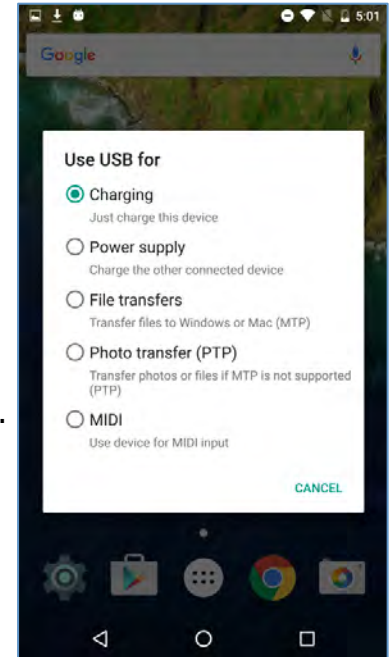 5:01
Google
Use USB for
Charging
Just charge this device
Power supply
Charge the other connected device
File transfers
Transfer files to Windows or Mac (MTP)
Photo transfer (PTP)
Transfer photos or files if MTP is not supported
(PTP)
.
MIDI
Use device for MIDI input
CANCEL